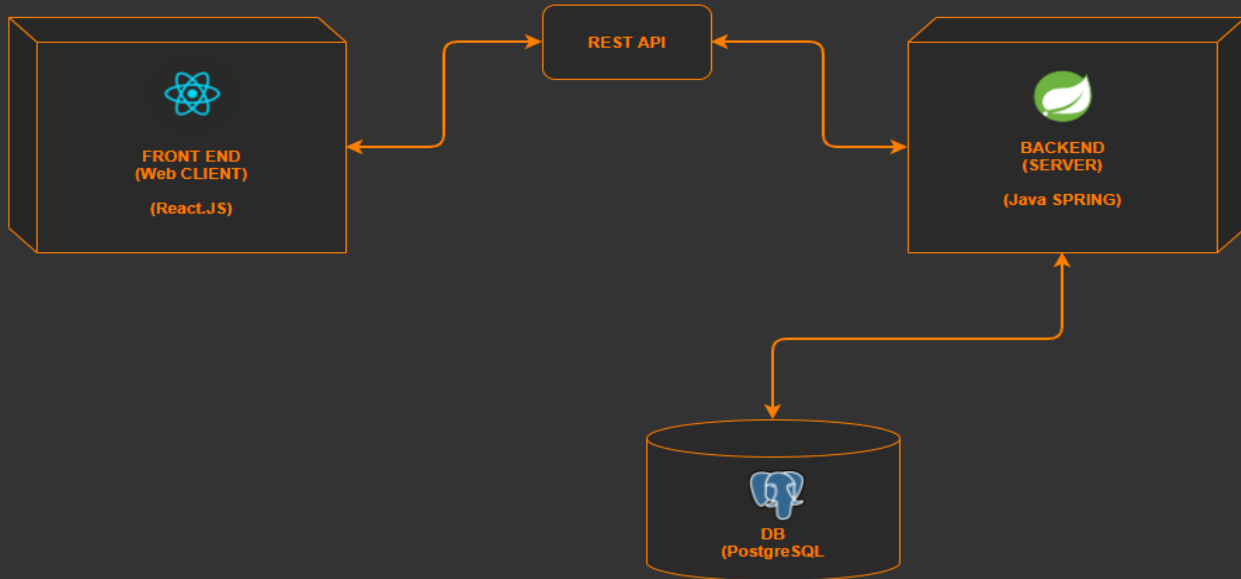 REST API
FRONT END
(Web CLIENT)
(React.JS)
BACKEND
(SERVER)
(Java SPRING)
DB
(PostgreSQL